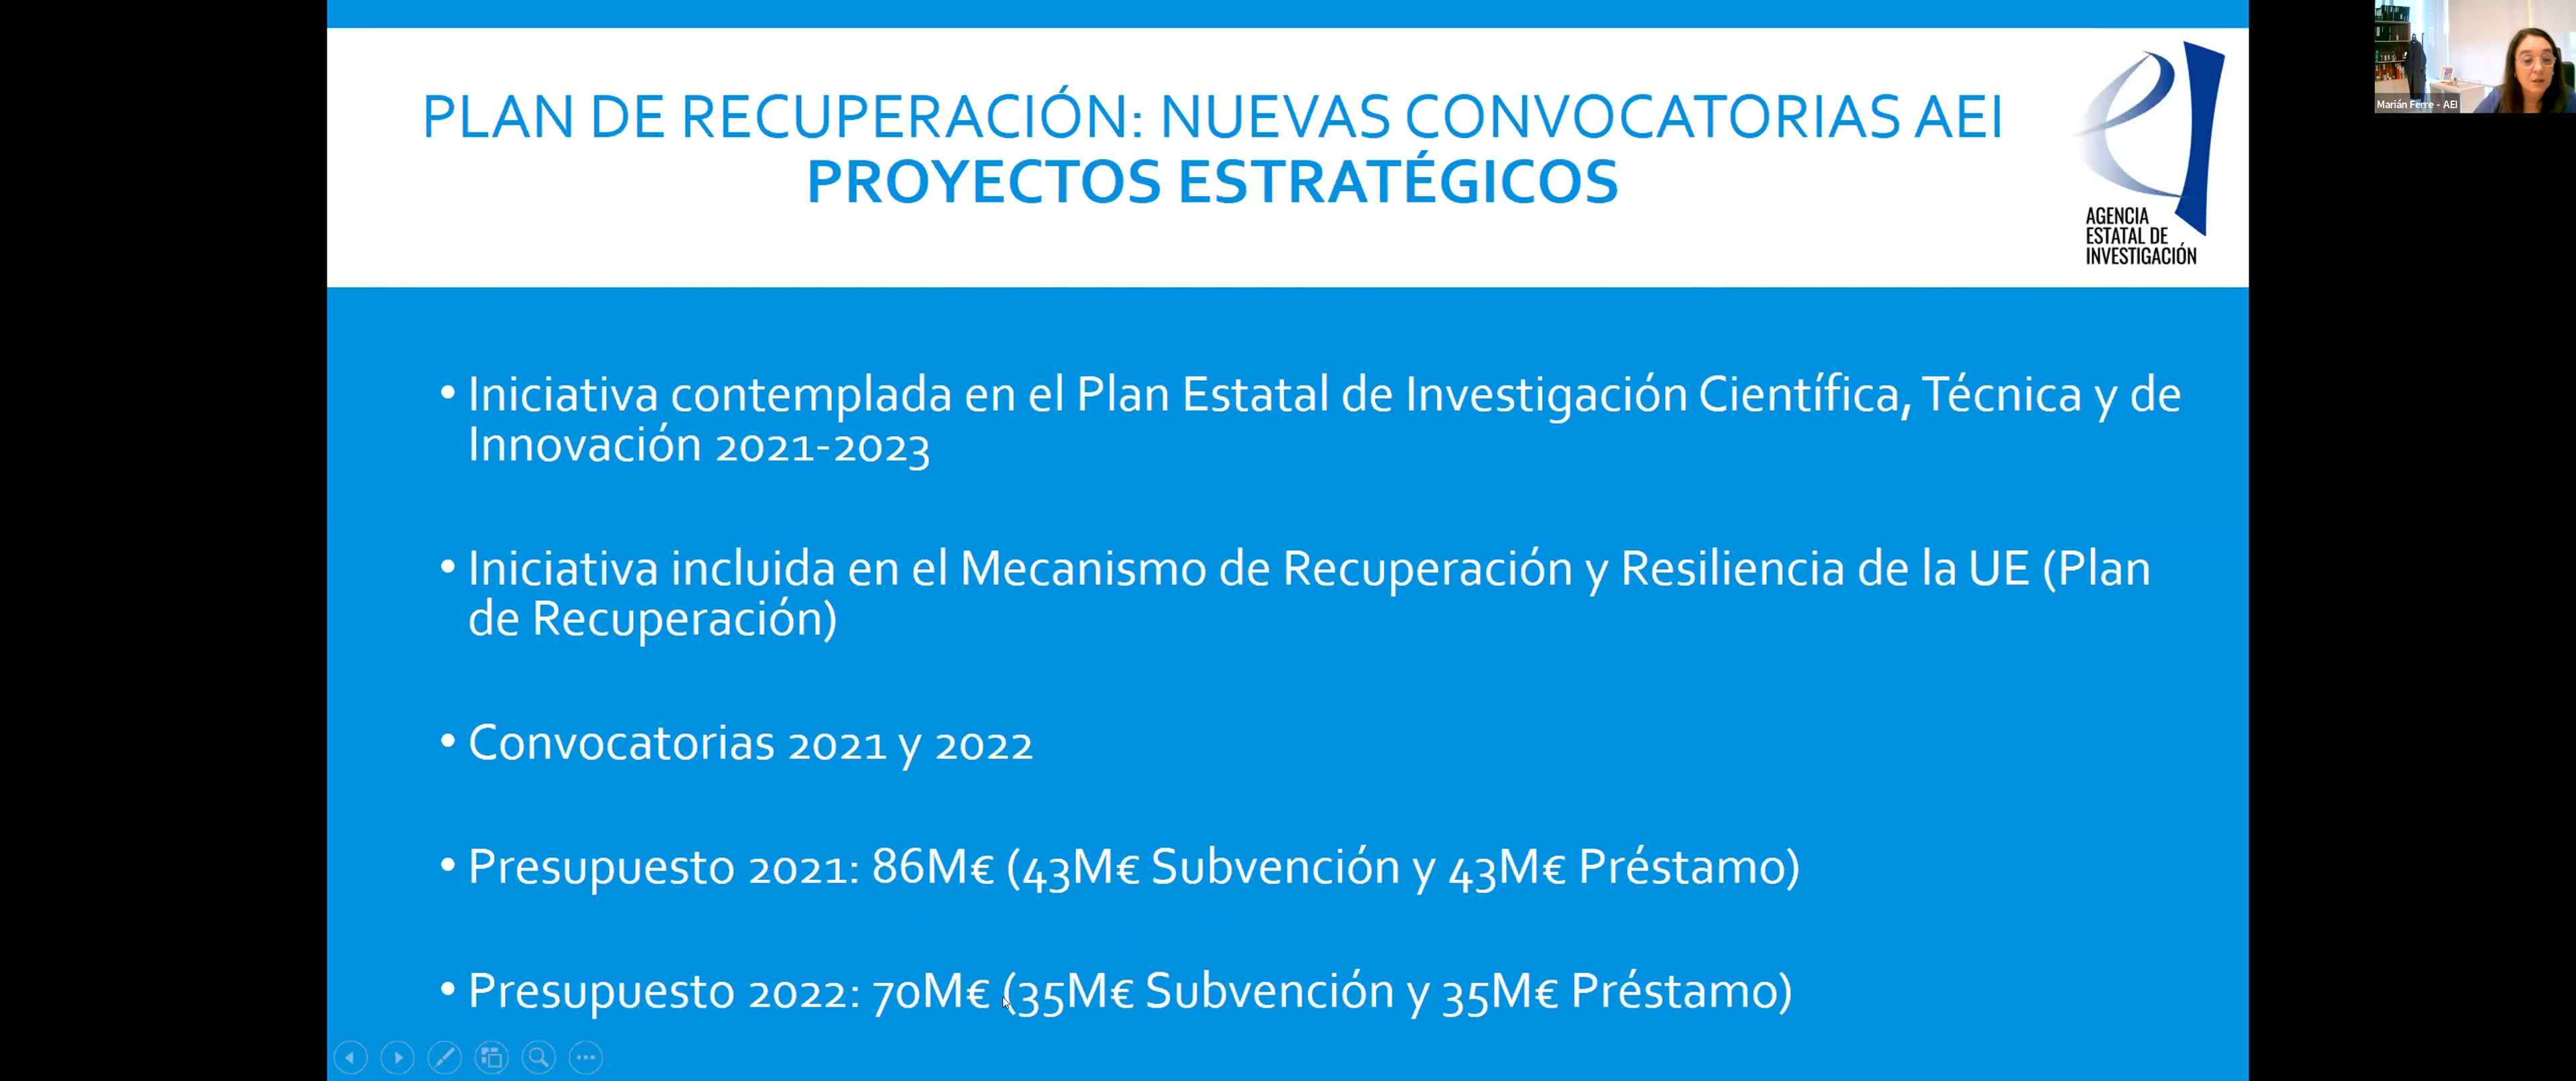 PLAN DE RECUPERACIÓN: NUEVAS CONVOCATORIAS AEI
PROYECTOS ESTRATÉGICOS
AGENCIA
ESTATAL DE
INVESTIGACIÓN
Marián Ferre - AEI
• Iniciativa contemplada en el Plan Estatal de Investigación Científica, Técnica y de
Innovación 2021-2023
• Iniciativa incluida en el Mecanismo de Recuperación y Resiliencia de la UE (Plan
de Recuperación)
• Convocatorias 2021 y 2022
• Presupuesto 2021: 86M€ (43M€ Subvención y 43M€ Préstamo)
• Presupuesto 2022: 70M€ (35M€ Subvención y 35M€ Préstamo)